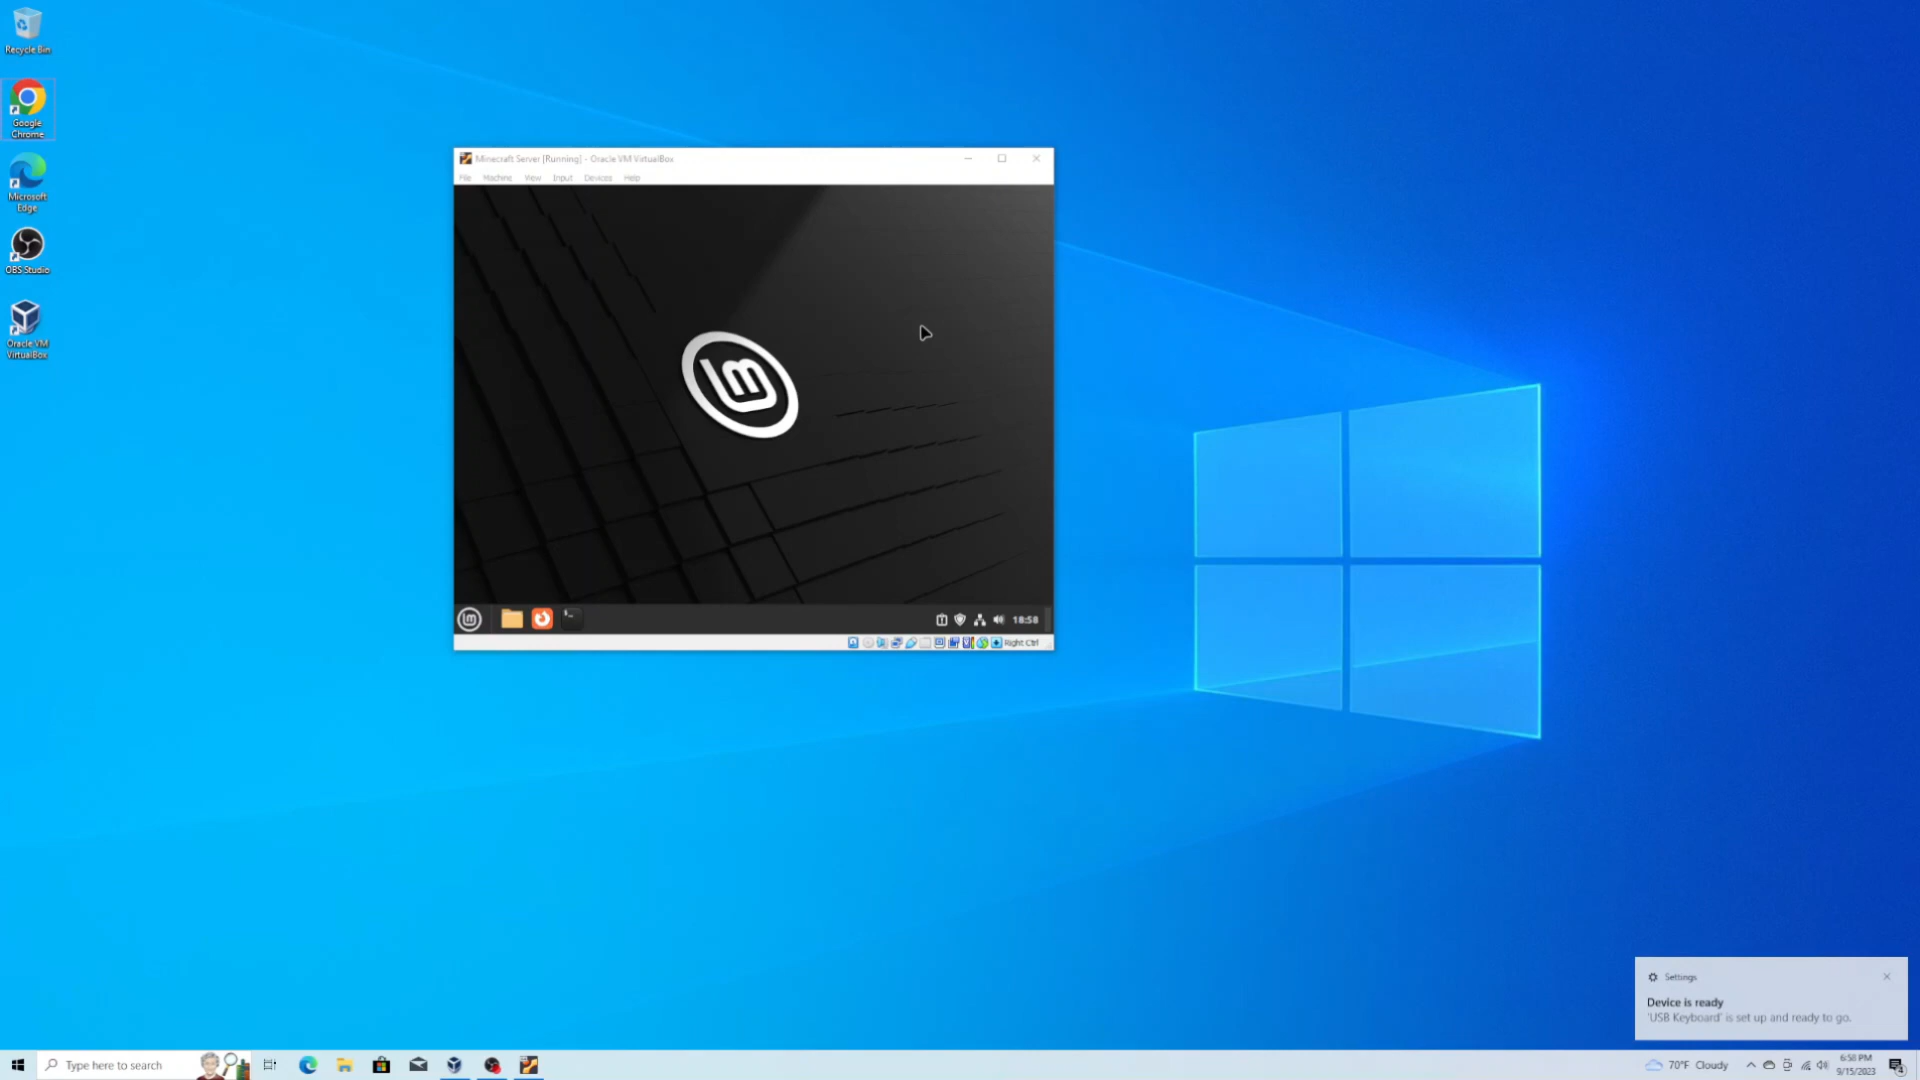 Recycle Bin
Google
Chrome
Microsoft
Edge
OBS Studio
Oracle VM
VirtualBox
Minecraft Server [Running] - Oracle VM VirtualBox
File Machine View Input Devices Help
18:58
Right Ctrl
Settings
Device is ready
'USB Keyboard' is set up and ready to go.
Type here to search
70°F Cloudy
6:58 PM
9/15/2023
4